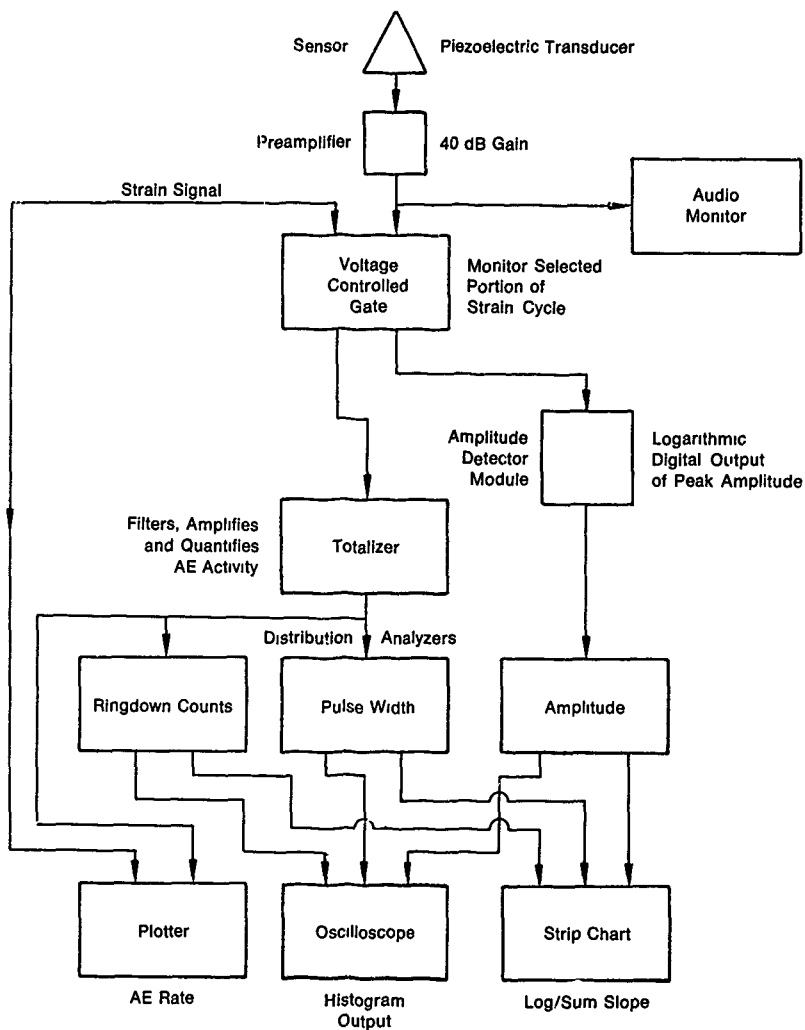 Sensor
Piezoelectric Transducer
Preamplifier
40 dB Gain
Strain Signal
Audio
Monitor
Voltage
Controlled
Gate
Monitor Selected
Portion of
Strain Cycle
Amplitude
Detector
Module
Logarithmic
Digital Output
of Peak Amplitude
Filters, Amplifies
and Quantifies
AE Activity
Totalizer
Distribution Analyzers
Ringdown Counts
Pulse Width
Amplitude
Plotter
Oscilloscope
Strip Chart
AE Rate
Histogram
Output
Log/Sum Slope